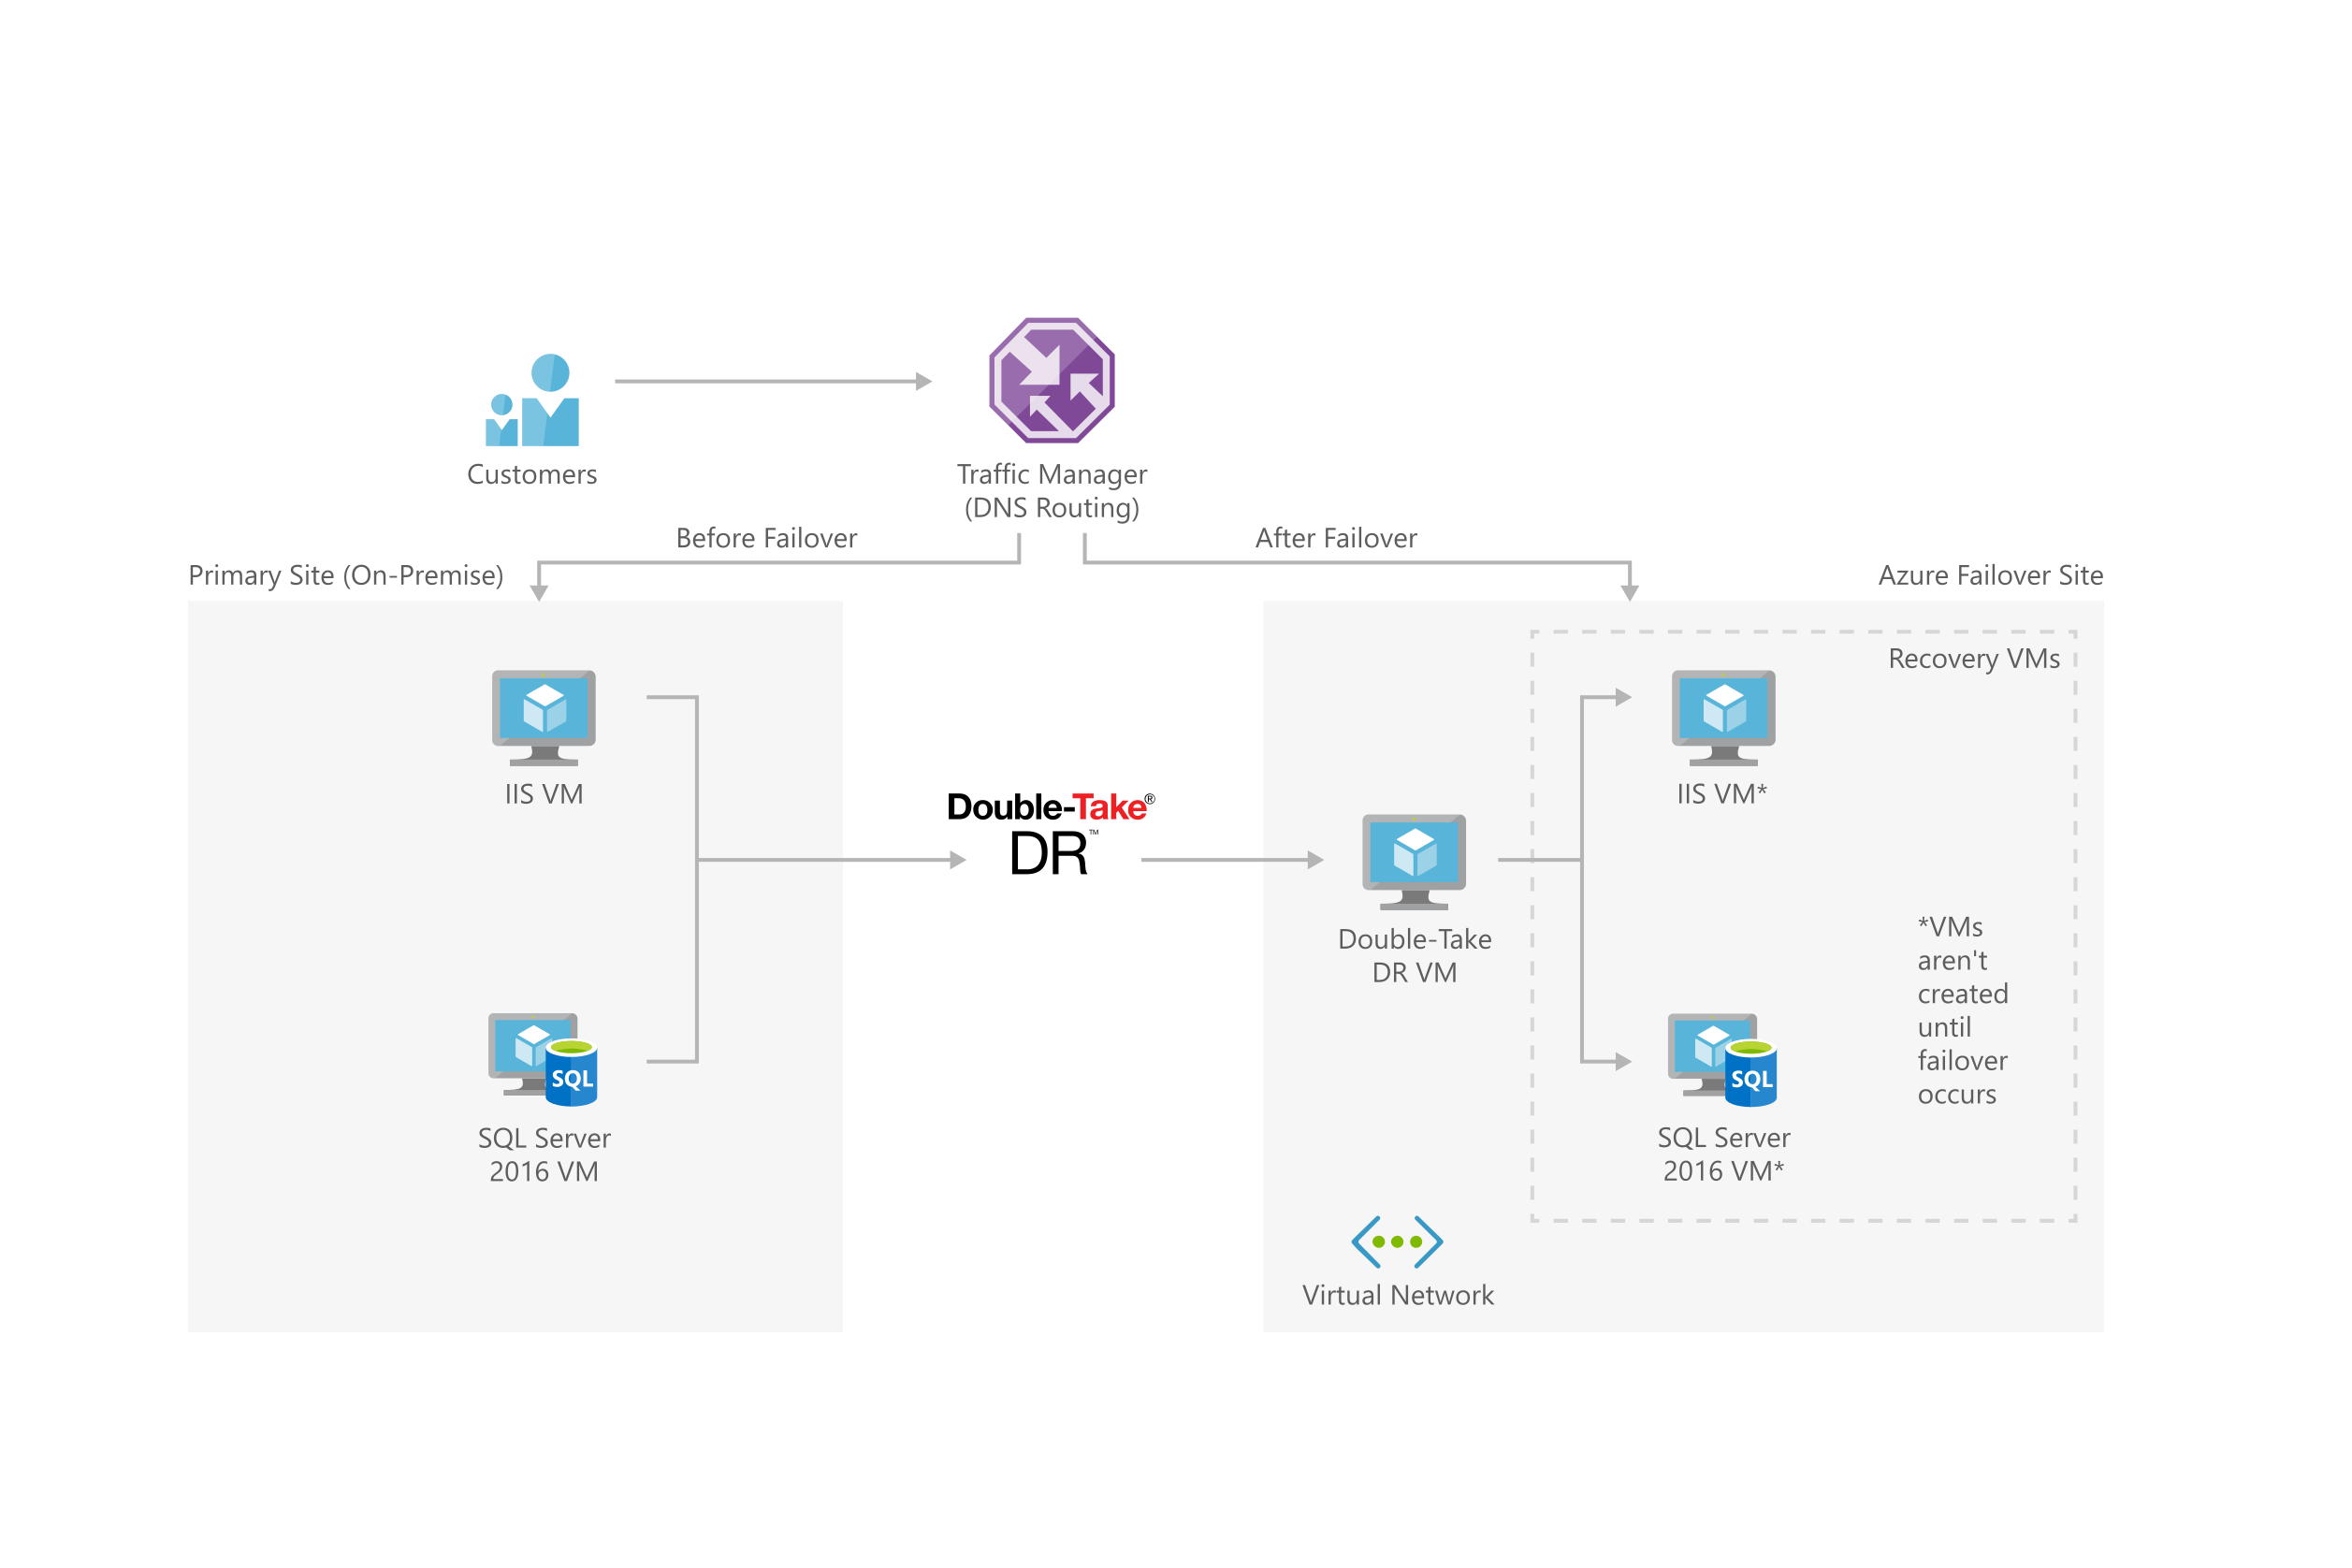 Customers
Traffic Manager
(DNS Routing)
Before Failover
After Failover
Primary Site (On-Premise)
Azure Failover Site
Recovery VMs
IIS VM
Double-Take®
DR™
IIS VM*
Double-Take
DR VM
*VMs
aren't
created
until
failover
occurs
SQL
SQL Server
2016 VM
SQL
SQL Server
2016 VM*
Virtual Network